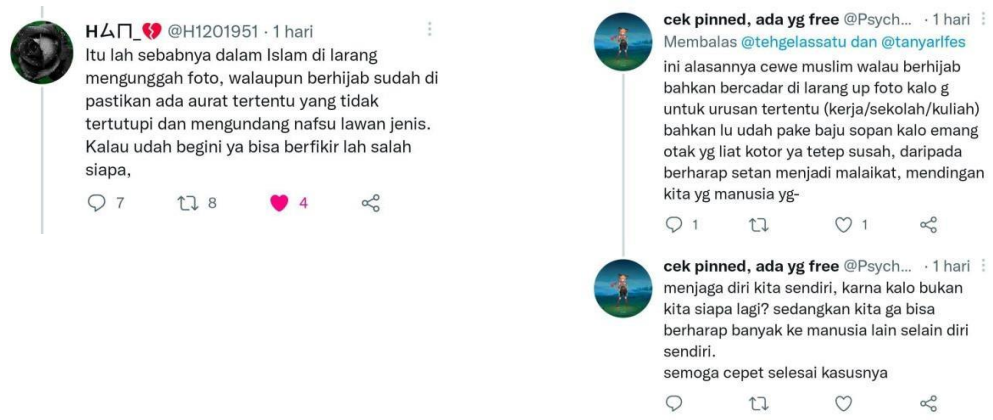 HムП_💔 @H1201951 · 1 hari
Itu lah sebabnya dalam Islam di larang
mengunggah foto, walaupun berhijab sudah di
pastikan ada aurat tertentu yang tidak
tertutupi dan mengundang nafsu lawan jenis.
Kalau udah begini ya bisa berfikir lah salah
siapa,
7 8 4
cek pinned, ada yg free @Psych... · 1 hari
Membalas @tehgelassatu dan @tanyarlfes
ini alasannya cewe muslim walau berhijab
bahkan bercadar di larang up foto kalo g
untuk urusan tertentu (kerja/sekolah/kuliah)
bahkan lu udah pake baju sopan kalo emang
otak yg liat kotor ya tetep susah, daripada
berharap setan menjadi malaikat, mendingan
kita yg manusia yg-
1 1
cek pinned, ada yg free @Psych... · 1 hari
menjaga diri kita sendiri, karna kalo bukan
kita siapa lagi? sedangkan kita ga bisa
berharap banyak ke manusia lain selain diri
sendiri.
semoga cepet selesai kasusnya